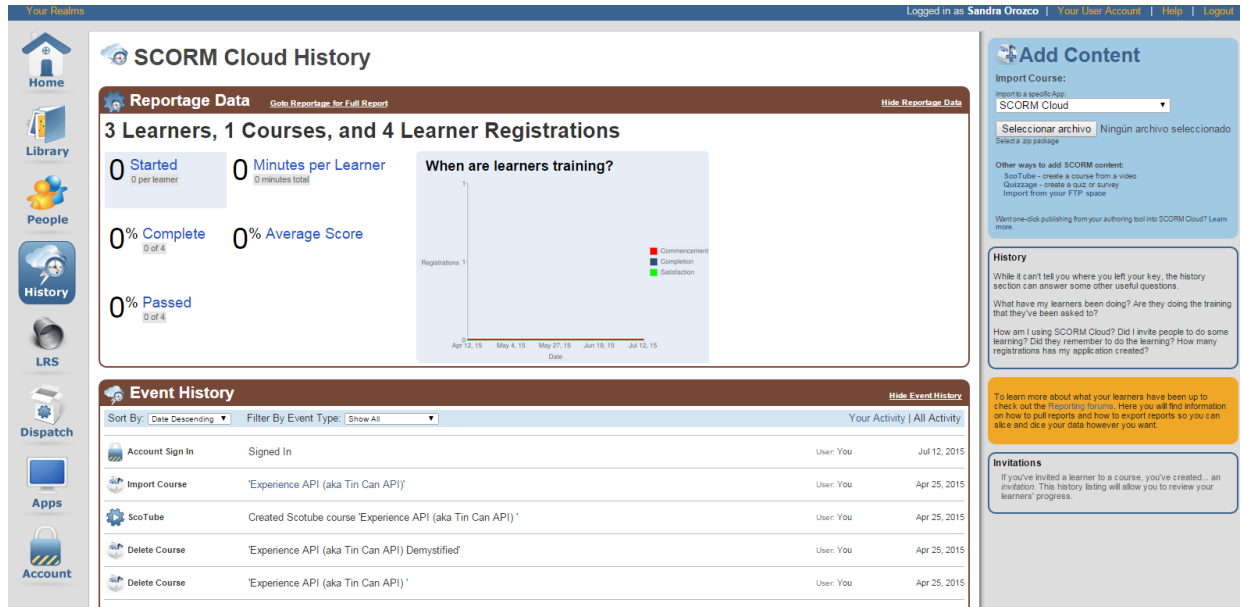 Your Realms
Logged in as Sandra Orozco | Your User Account | Help | Logout
Home
Library
People
History
LRS
Dispatch
Apps
Account
SCORM Cloud History
Reportage Data Goto Reportage for Full Report Hide Reportage Data
3 Learners, 1 Courses, and 4 Learner Registrations
0 Started
0 per learner
0 Minutes per Learner
0 minutes total
0% Complete
0 of 4
0% Average Score
0% Passed
0 of 4
When are learners training?
1
Registrations 1
0
Apr 12, 15 May 4, 15 May 27, 15 Jun 19, 15 Jul 12, 15
Date
Commencement
Completion
Satisfaction
Event History Hide Event History
Sort By: Date Descending Filter By Event Type: Show All Your Activity | All Activity
Account Sign In Signed In User: You Jul 12, 2015
Import Course 'Experience API (aka Tin Can API)' User: You Apr 25, 2015
ScoTube Created Scotube course 'Experience API (aka Tin Can API) ' User: You Apr 25, 2015
Delete Course 'Experience API (aka Tin Can API) Demystified' User: You Apr 25, 2015
Delete Course 'Experience API (aka Tin Can API) ' User: You Apr 25, 2015
Add Content
Import Course:
Import to a specific App:
SCORM Cloud
Seleccionar archivo Ningún archivo seleccionado
Select a .zip package
Other ways to add SCORM content:
ScoTube - create a course from a video
Quizzage - create a quiz or survey
Import from your FTP space
Want one-click publishing from your authoring tool into SCORM Cloud? Learn
more.
History
While it can't tell you where you left your key, the history
section can answer some other useful questions.
What have my learners been doing? Are they doing the training
that they've been asked to?
How am I using SCORM Cloud? Did I invite people to do some
learning? Did they remember to do the learning? How many
registrations has my application created?
To learn more about what your learners have been up to
check out the Reporting forums. Here you will find information
on how to pull reports and how to export reports so you can
slice and dice your data however you want.
Invitations
If you've invited a learner to a course, you've created... an
invitation. This history listing will allow you to review your
learners' progress.